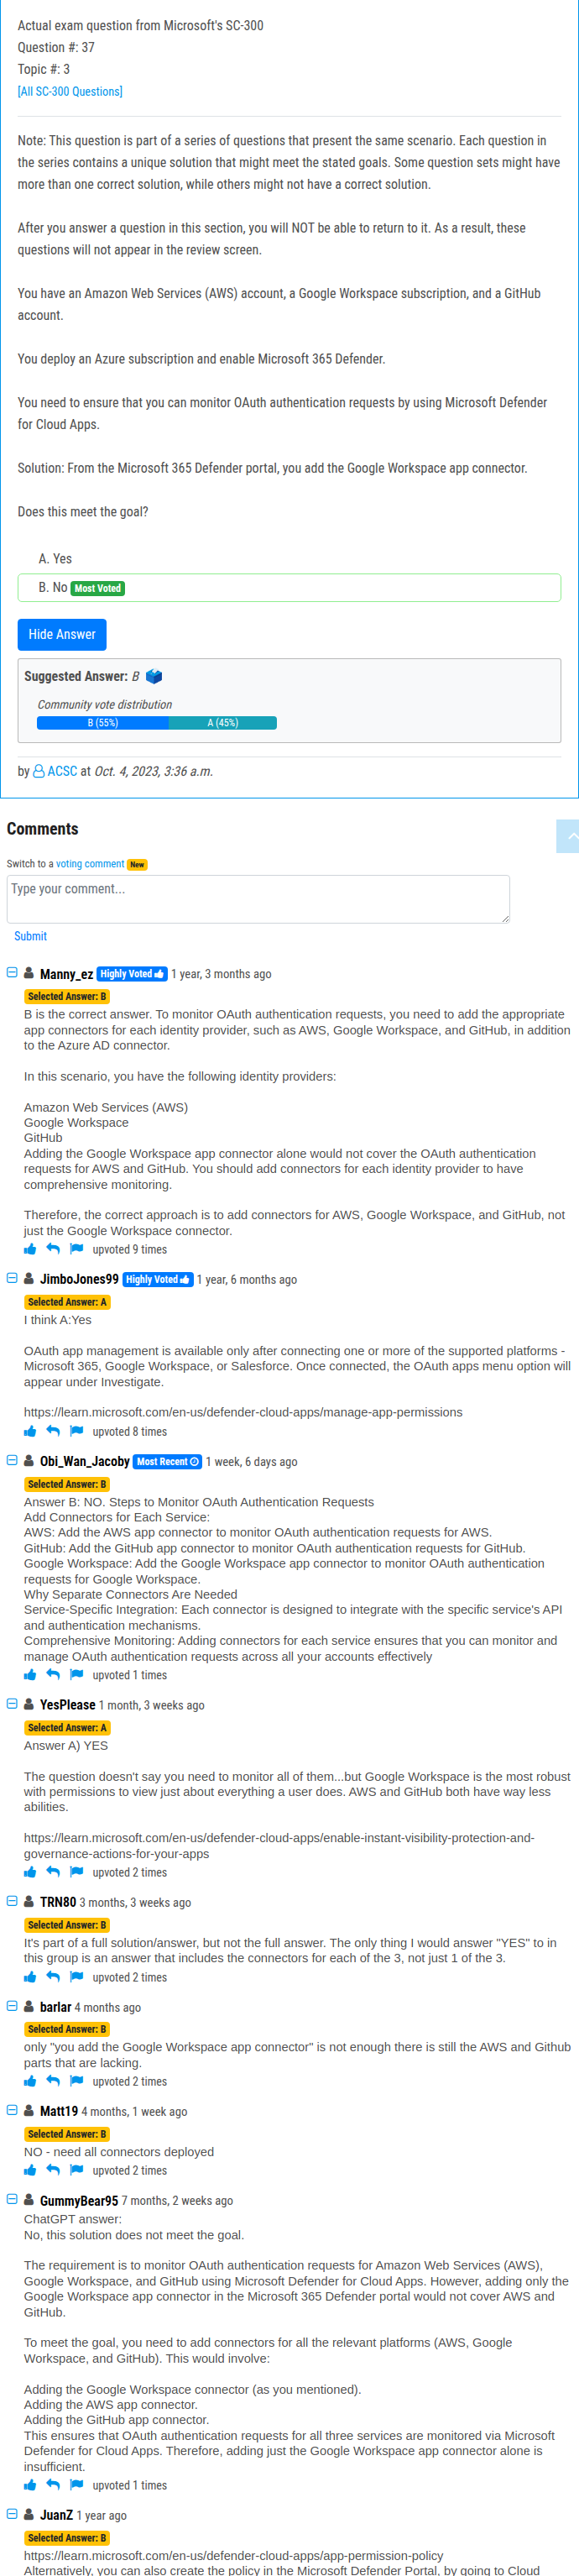 Actual exam question from Microsoft's SC-300
Question #: 37
Topic #: 3
[All SC-300 Questions]
Note: This question is part of a series of questions that present the same scenario. Each question in
the series contains a unique solution that might meet the stated goals. Some question sets might have
more than one correct solution, while others might not have a correct solution.
After you answer a question in this section, you will NOT be able to return to it. As a result, these
questions will not appear in the review screen.
You have an Amazon Web Services (AWS) account, a Google Workspace subscription, and a GitHub
account.
You deploy an Azure subscription and enable Microsoft 365 Defender.
You need to ensure that you can monitor OAuth authentication requests by using Microsoft Defender
for Cloud Apps.
Solution: From the Microsoft 365 Defender portal, you add the Google Workspace app connector.
Does this meet the goal?
A. Yes
B. No Most Voted
Hide Answer
Suggested Answer: B
Community vote distribution
B (55%) A (45%)
by ACSC at Oct. 4, 2023, 3:36 a.m.
Comments
Switch to a voting comment New
Type your comment...
Submit
Manny_ez Highly Voted 1 year, 3 months ago
Selected Answer: B
B is the correct answer. To monitor OAuth authentication requests, you need to add the appropriate
app connectors for each identity provider, such as AWS, Google Workspace, and GitHub, in addition
to the Azure AD connector.
In this scenario, you have the following identity providers:
Amazon Web Services (AWS)
Google Workspace
GitHub
Adding the Google Workspace app connector alone would not cover the OAuth authentication
requests for AWS and GitHub. You should add connectors for each identity provider to have
comprehensive monitoring.
Therefore, the correct approach is to add connectors for AWS, Google Workspace, and GitHub, not
just the Google Workspace connector.
upvoted 9 times
JimboJones99 Highly Voted 1 year, 6 months ago
Selected Answer: A
I think A:Yes
OAuth app management is available only after connecting one or more of the supported platforms -
Microsoft 365, Google Workspace, or Salesforce. Once connected, the OAuth apps menu option will
appear under Investigate.
https://learn.microsoft.com/en-us/defender-cloud-apps/manage-app-permissions
upvoted 8 times
Obi_Wan_Jacoby Most Recent 1 week, 6 days ago
Selected Answer: B
Answer B: NO. Steps to Monitor OAuth Authentication Requests
Add Connectors for Each Service:
AWS: Add the AWS app connector to monitor OAuth authentication requests for AWS.
GitHub: Add the GitHub app connector to monitor OAuth authentication requests for GitHub.
Google Workspace: Add the Google Workspace app connector to monitor OAuth authentication
requests for Google Workspace.
Why Separate Connectors Are Needed
Service-Specific Integration: Each connector is designed to integrate with the specific service's API
and authentication mechanisms.
Comprehensive Monitoring: Adding connectors for each service ensures that you can monitor and
manage OAuth authentication requests across all your accounts effectively
upvoted 1 times
YesPlease 1 month, 3 weeks ago
Selected Answer: A
Answer A) YES
The question doesn't say you need to monitor all of them...but Google Workspace is the most robust
with permissions to view just about everything a user does. AWS and GitHub both have way less
abilities.
https://learn.microsoft.com/en-us/defender-cloud-apps/enable-instant-visibility-protection-and-
governance-actions-for-your-apps
upvoted 2 times
TRN80 3 months, 3 weeks ago
Selected Answer: B
It's part of a full solution/answer, but not the full answer. The only thing I would answer "YES" to in
this group is an answer that includes the connectors for each of the 3, not just 1 of the 3.
upvoted 2 times
barlar 4 months ago
Selected Answer: B
only "you add the Google Workspace app connector" is not enough there is still the AWS and Github
parts that are lacking.
upvoted 2 times
Matt19 4 months, 1 week ago
Selected Answer: B
NO - need all connectors deployed
upvoted 2 times
GummyBear95 7 months, 2 weeks ago
ChatGPT answer:
No, this solution does not meet the goal.
The requirement is to monitor OAuth authentication requests for Amazon Web Services (AWS),
Google Workspace, and GitHub using Microsoft Defender for Cloud Apps. However, adding only the
Google Workspace app connector in the Microsoft 365 Defender portal would not cover AWS and
GitHub.
To meet the goal, you need to add connectors for all the relevant platforms (AWS, Google
Workspace, and GitHub). This would involve:
Adding the Google Workspace connector (as you mentioned).
Adding the AWS app connector.
Adding the GitHub app connector.
This ensures that OAuth authentication requests for all three services are monitored via Microsoft
Defender for Cloud Apps. Therefore, adding just the Google Workspace app connector alone is
insufficient.
upvoted 1 times
JuanZ 1 year ago
Selected Answer: B
https://learn.microsoft.com/en-us/defender-cloud-apps/app-permission-policy
Alternatively, you can also create the policy in the Microsoft Defender Portal, by going to Cloud